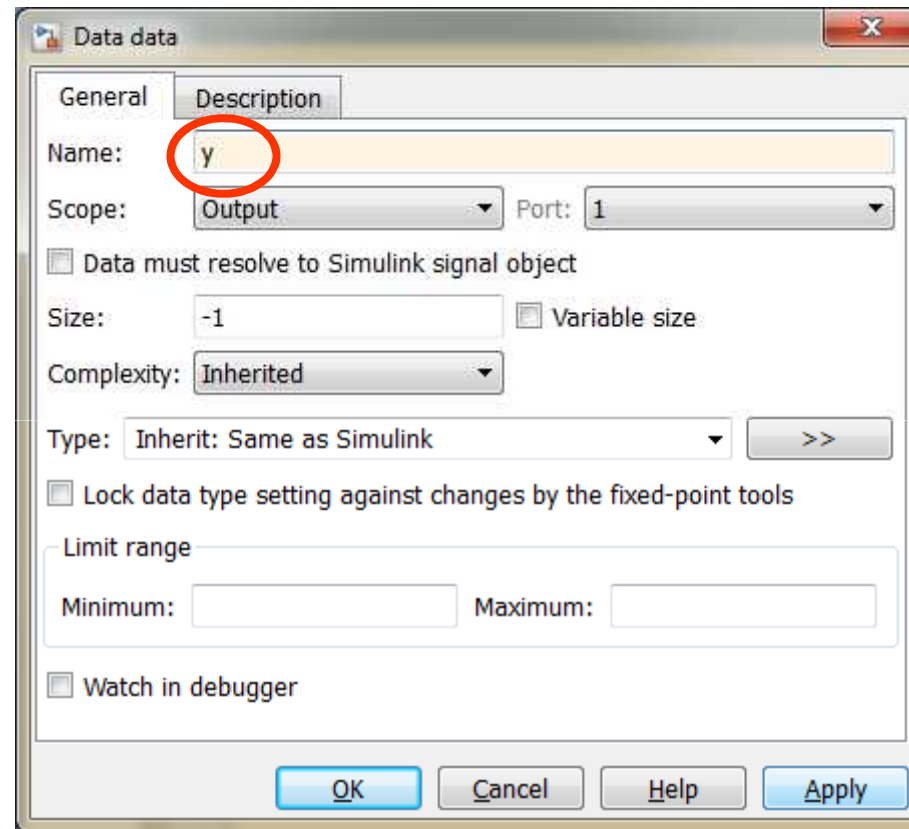 Data data
General Description
Name: y
Scope: Output Port: 1
Data must resolve to Simulink signal object
Size: -1 Variable size
Complexity: Inherited
Type: Inherit: Same as Simulink >>
Lock data type setting against changes by the fixed-point tools
Limit range
Minimum: Maximum:
Watch in debugger
OK Cancel Help Apply